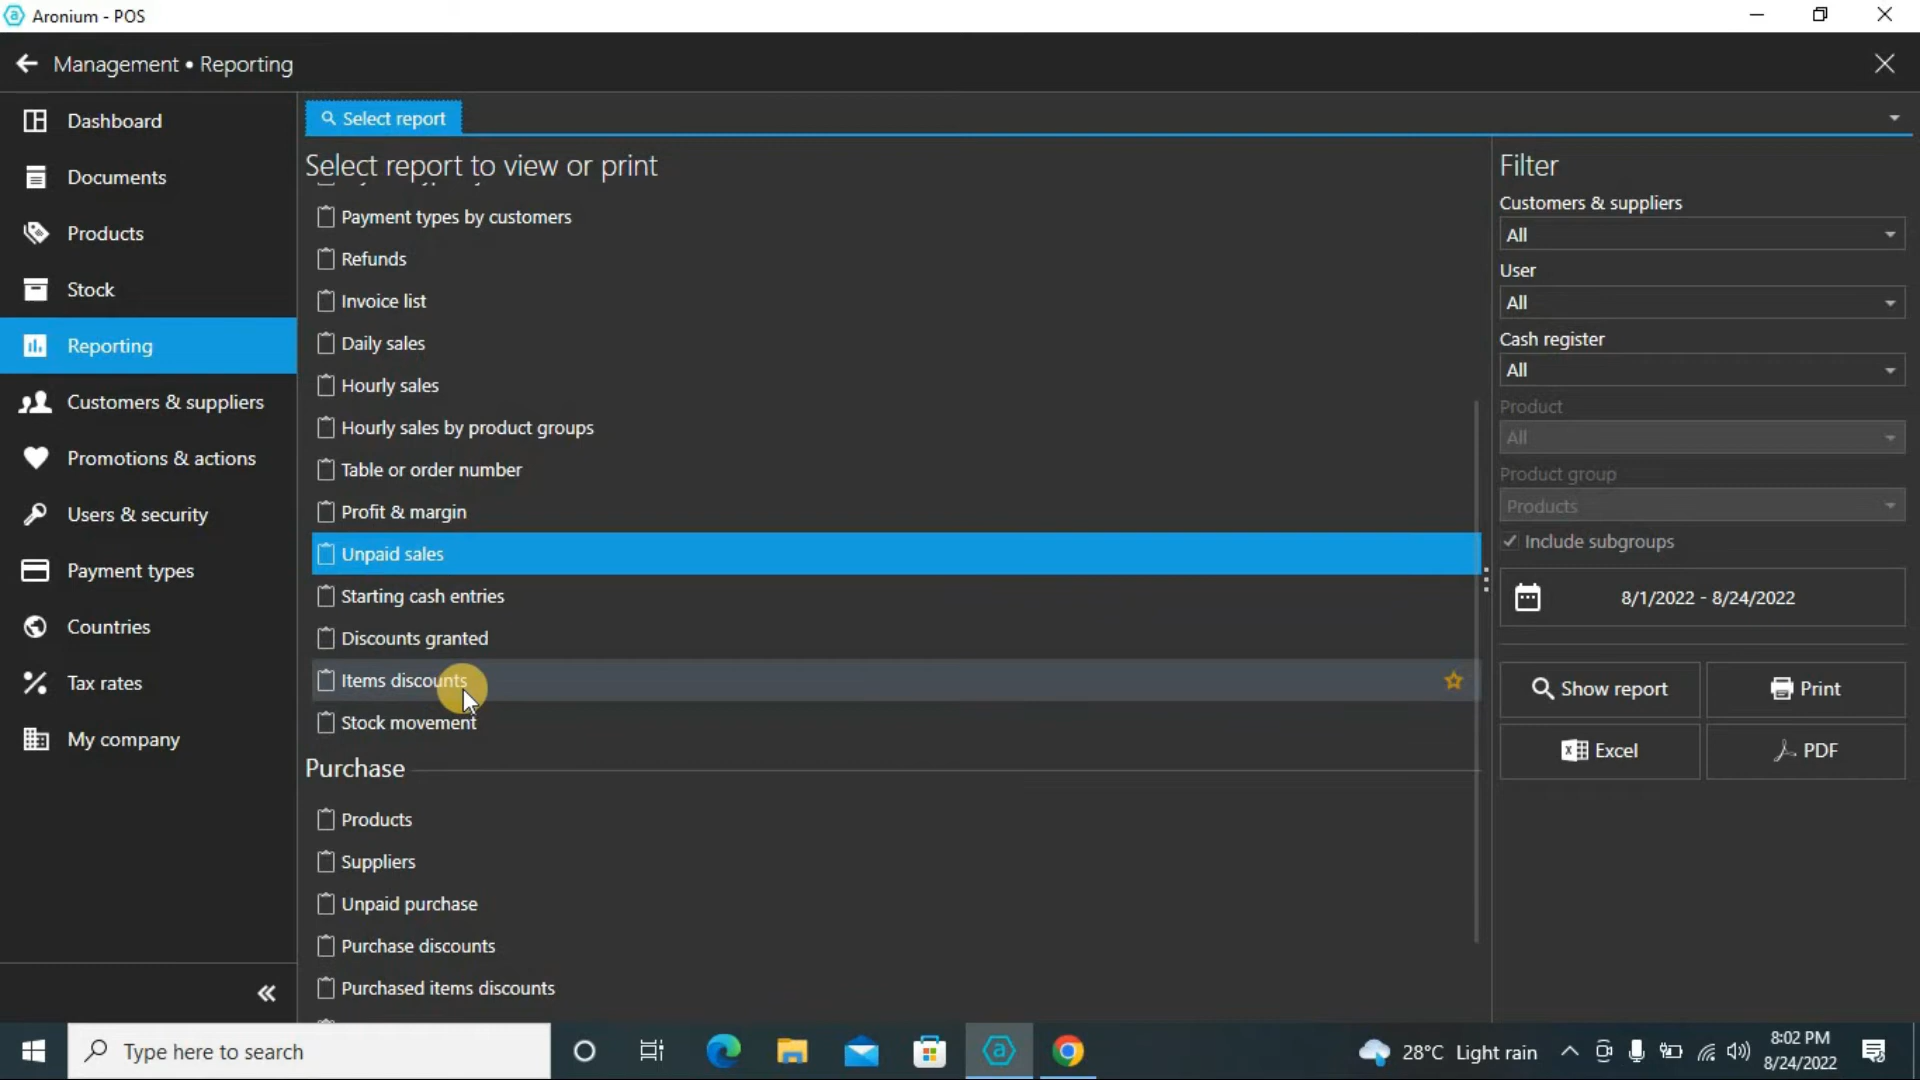 Aronium - POS
Management • Reporting
Dashboard
Documents
Products
Stock
Reporting
Customers & suppliers
Promotions & actions
Users & security
Payment types
Countries
Tax rates
My company
Select report
Select report to view or print
Payment types by customers
Refunds
Invoice list
Daily sales
Hourly sales
Hourly sales by product groups
Table or order number
Profit & margin
Unpaid sales
Starting cash entries
Discounts granted
Items discounts
Stock movement
Purchase
Products
Suppliers
Unpaid purchase
Purchase discounts
Purchased items discounts
Filter
Customers & suppliers
All
User
All
Cash register
All
Product
All
Product group
Products
Include subgroups
8/1/2022 - 8/24/2022
Show report
Print
Excel
PDF
Type here to search
28°C Light rain
8:02 PM
8/24/2022